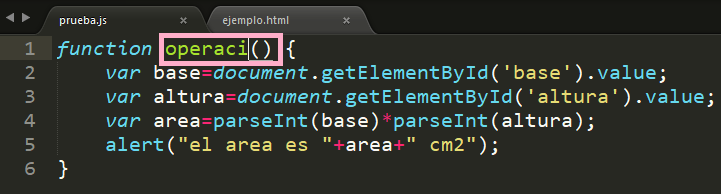 prueba.js × ejemplo.html ×
1 function operaci() {
2 var base=document.getElementById('base').value;
3 var altura=document.getElementById('altura').value;
4 var area=parseInt(base)*parseInt(altura);
5 alert("el area es "+area+" cm2");
6 }